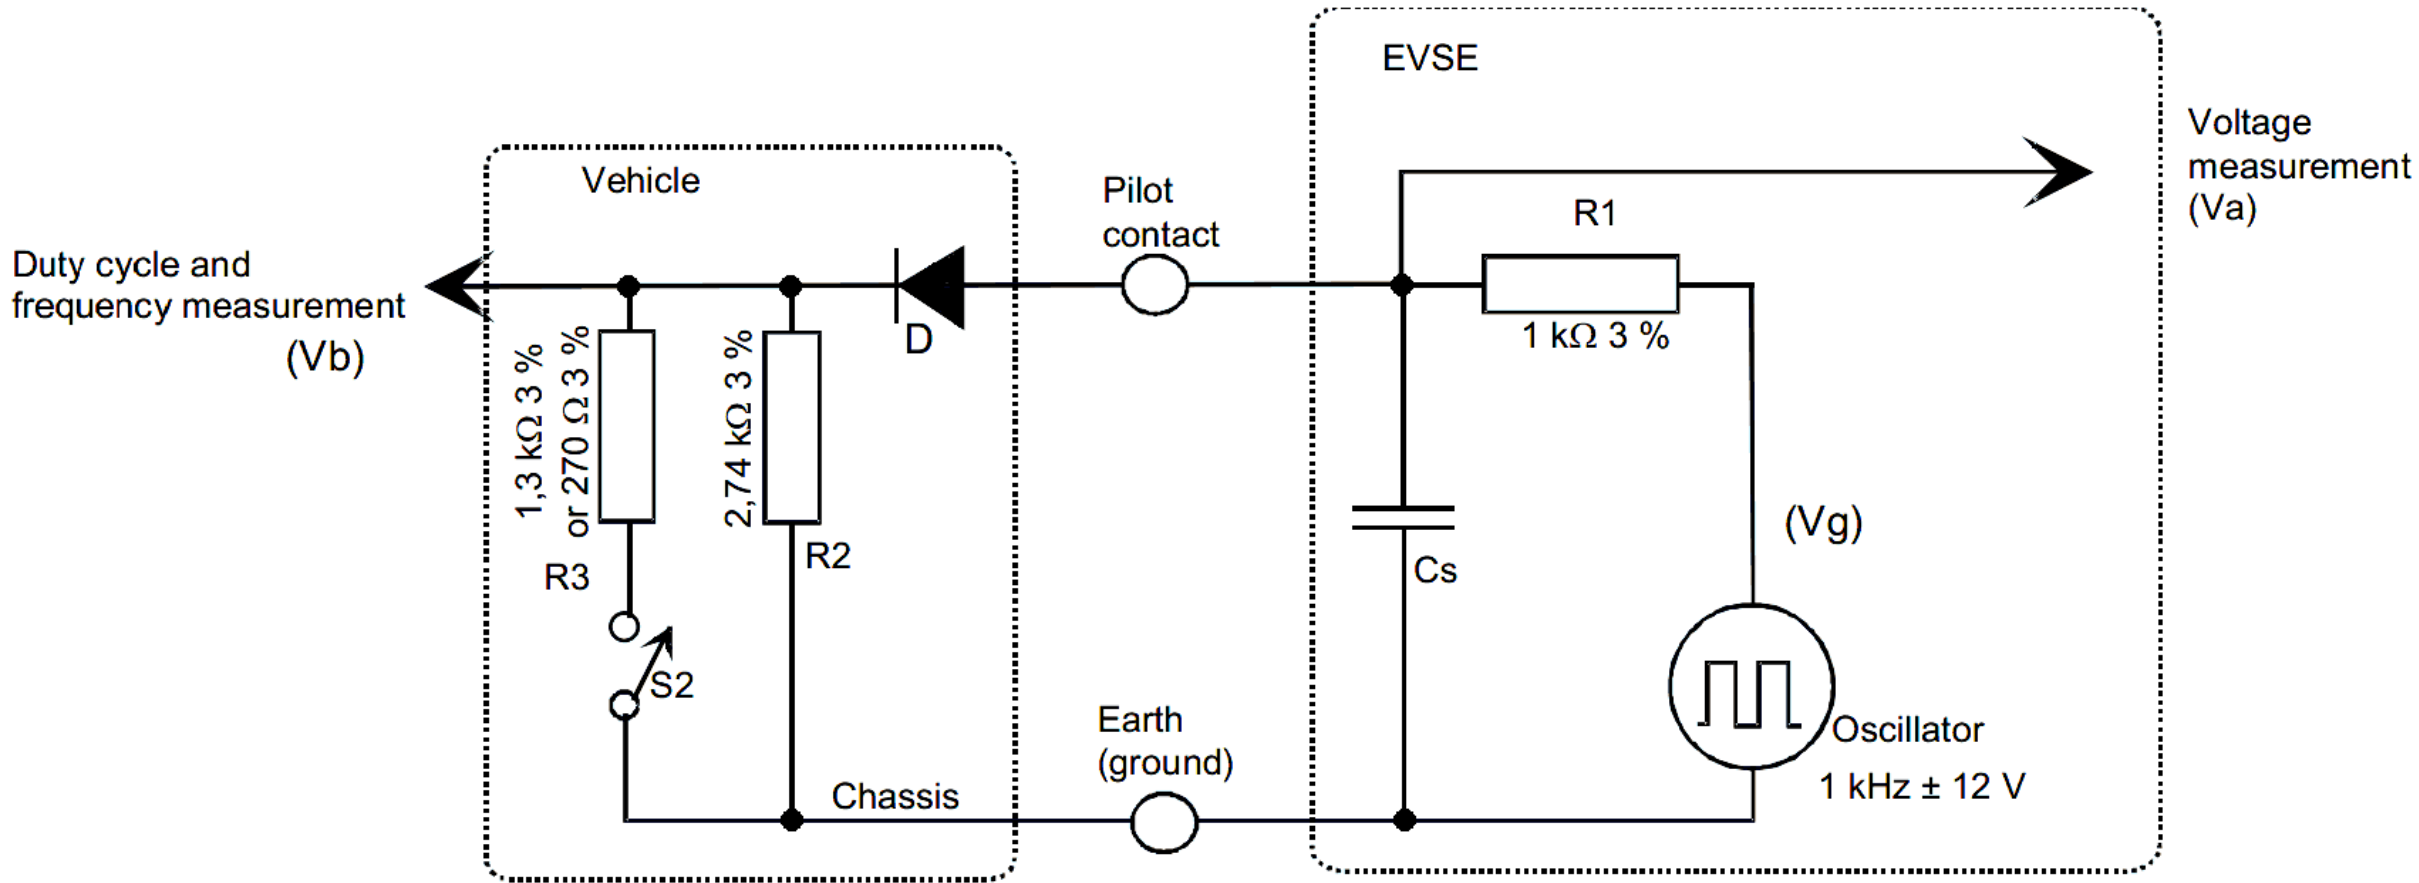 EVSE
Voltage
measurement
(Va)
Vehicle
Pilot
contact
R1
1 kΩ 3 %
Duty cycle and
frequency measurement
(Vb)
D
1,3 kΩ 3 %
or 270 Ω 3 %
2,74 kΩ 3 %
R3
R2
S2
Cs
(Vg)
Earth
(ground)
Chassis
Oscillator
1 kHz ± 12 V